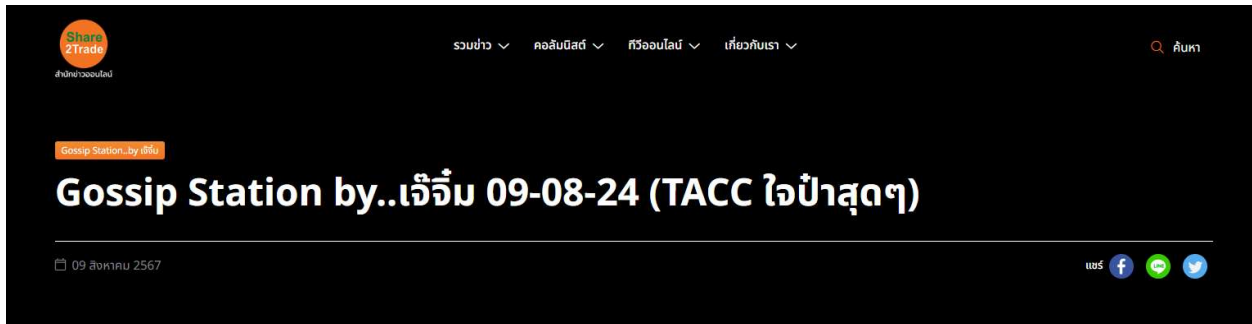 Share
2Trade
สำนักข่าวออนไลน์
รวมข่าว คอลัมนิสต์ ทีวีออนไลน์ เกี่ยวกับเรา ค้นหา
Gossip Station..by เจ๊จิ๋ม
Gossip Station by..เจ๊จิ๋ม 09-08-24 (TACC ใจป๋าสุดๆ)
09 สิงหาคม 2567 แชร์